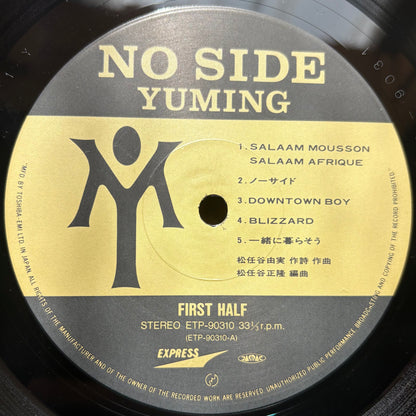 NO SIDE
YUMING
1. SALAAM MOUSSON
SALAAM AFRIQUE
2. ノーサイド
3. DOWNTOWN BOY
4. BLIZZARD
5. 一緒に暮らそう
松任谷由実 作詩 作曲
松任谷正隆 編曲
FIRST HALF
STEREO ETP-90310 33⅓ r.p.m.
(ETP-90310-A)
EXPRESS
MFD BY TOSHIBA-EMI LTD. IN JAPAN ALL RIGHTS OF THE MANUFACTURER AND OF THE OWNER OF THE RECORDED WORK ARE RESERVED. UNAUTHORIZED PUBLIC PERFORMANCE BROADCASTING AND COPYING OF THE RECORD PROHIBITED.